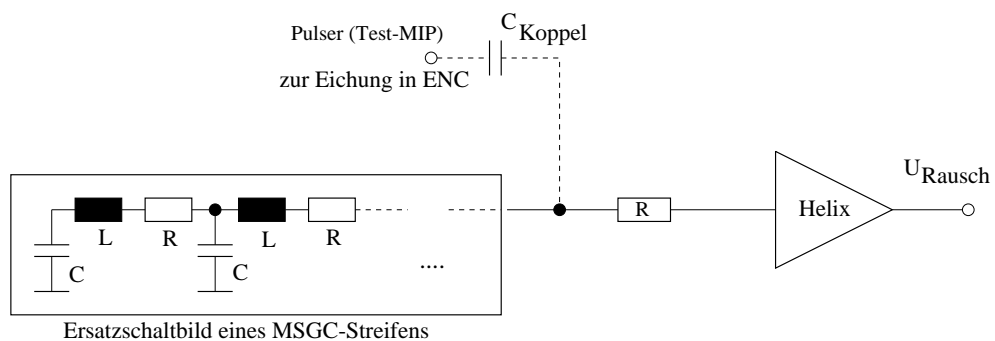 Pulser (Test-MIP)
C Koppel
zur Eichung in ENC
U Rausch
R
Helix
L
R
L
R
C
C
....
Ersatzschaltbild eines MSGC-Streifens